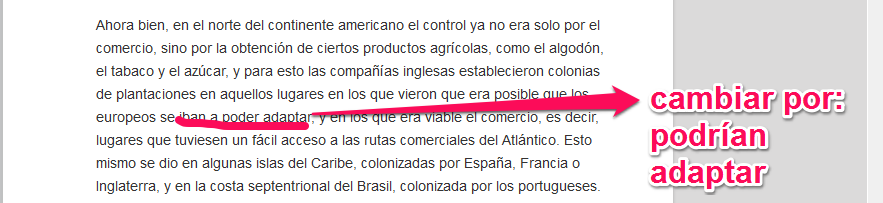 Ahora bien, en el norte del continente americano el control ya no era solo por el
comercio, sino por la obtención de ciertos productos agrícolas, como el algodón,
el tabaco y el azúcar, y para esto las compañías inglesas establecieron colonias
de plantaciones en aquellos lugares en los que vieron que era posible que los
europeos se iban a poder adaptar, y en los que era viable el comercio, es decir,
lugares que tuviesen un fácil acceso a las rutas comerciales del Atlántico. Esto
mismo se dio en algunas islas del Caribe, colonizadas por España, Francia o
Inglaterra, y en la costa septentrional del Brasil, colonizada por los portugueses.
cambiar por:
podrían
adaptar